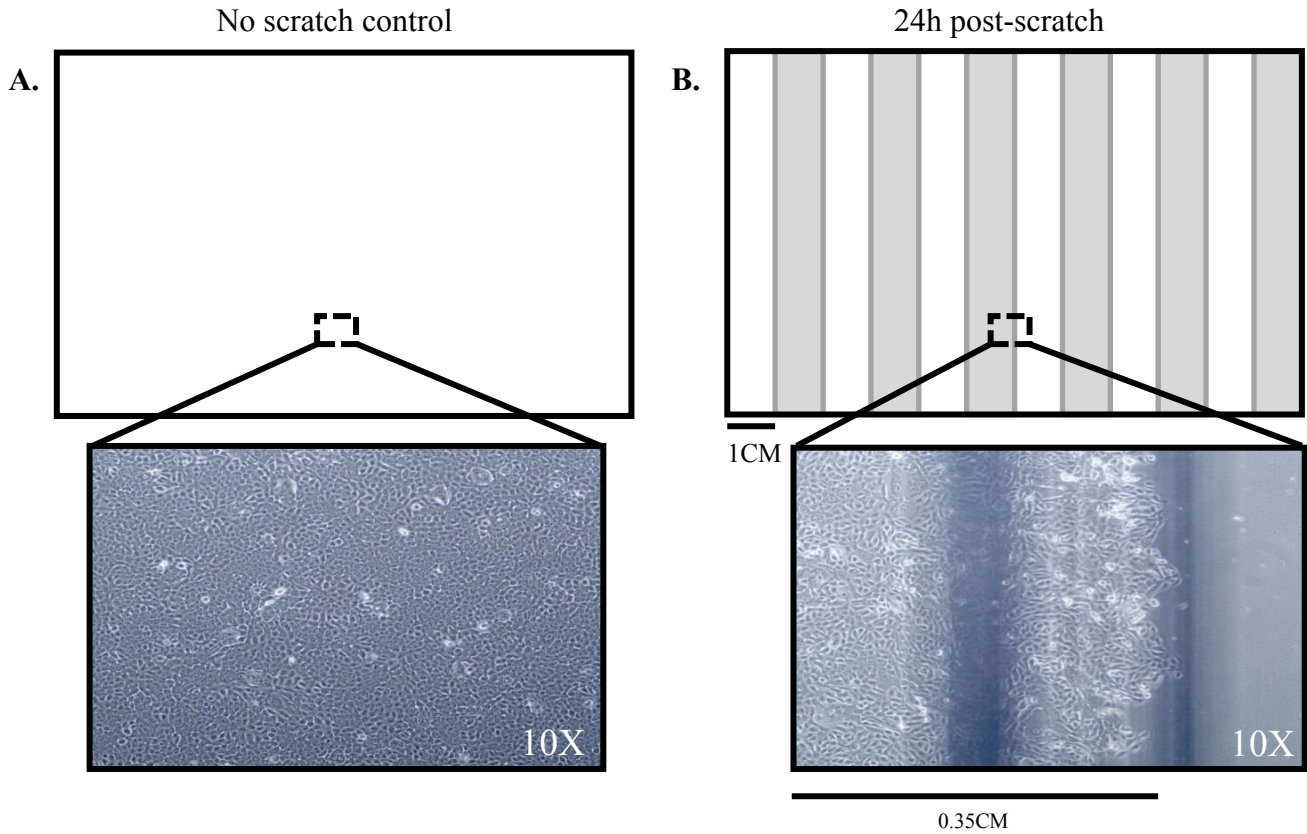 No scratch control
24h post-scratch
A.
B.
1CM
10X
10X
0.35CM